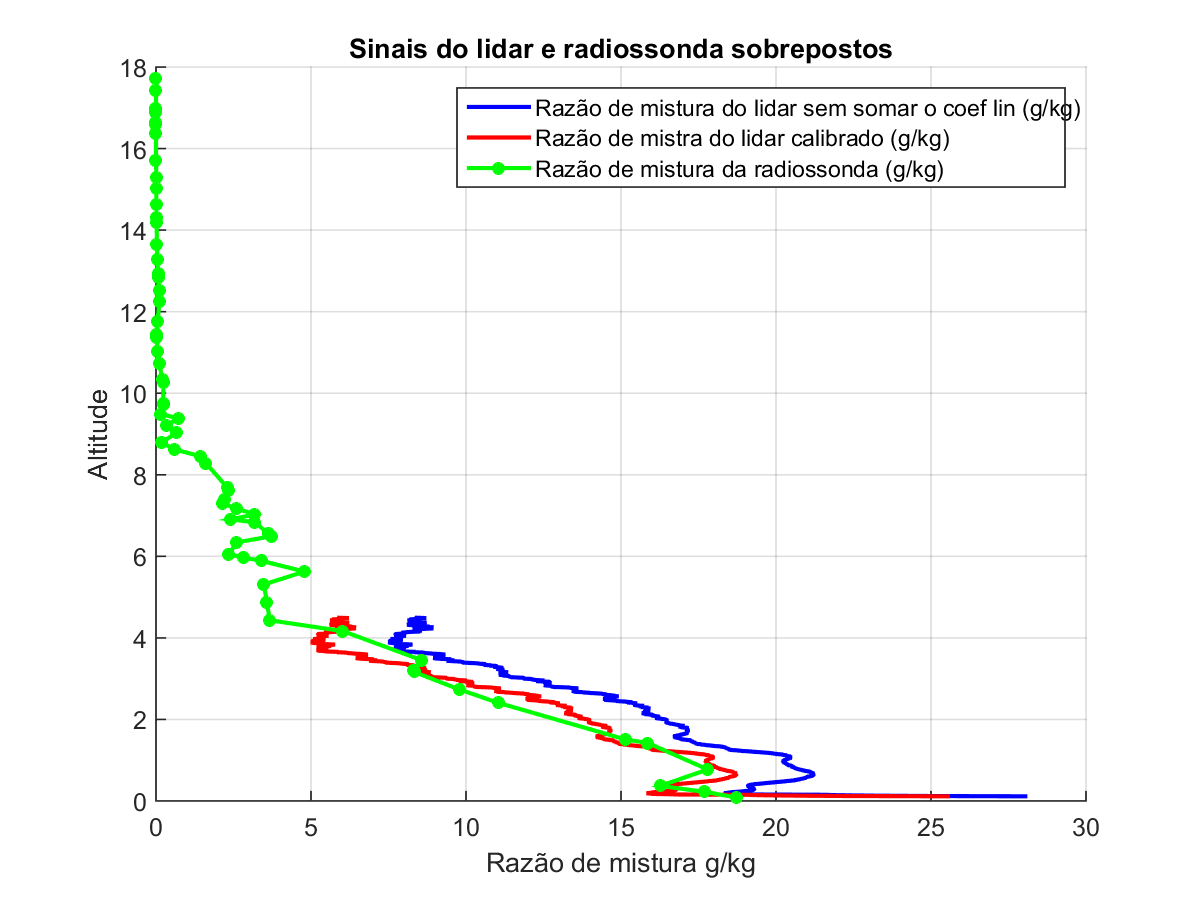 Sinais do lidar e radiossonda sobrepostos
18
16
14
12
10
8
6
4
2
0
Altitude
Razão de mistura do lidar sem somar o coef lin (g/kg)
Razão de mistra do lidar calibrado (g/kg)
Razão de mistura da radiossonda (g/kg)
0 5 10 15 20 25 30
Razão de mistura g/kg